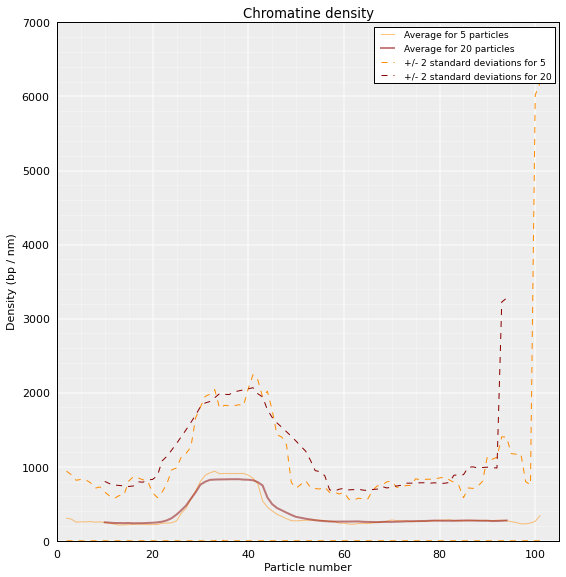 Chromatine density
7000
6000
5000
4000
3000
2000
1000
0
Density (bp / nm)
Average for 5 particles
Average for 20 particles
+/- 2 standard deviations for 5
+/- 2 standard deviations for 20
0 20 40 60 80 100
Particle number